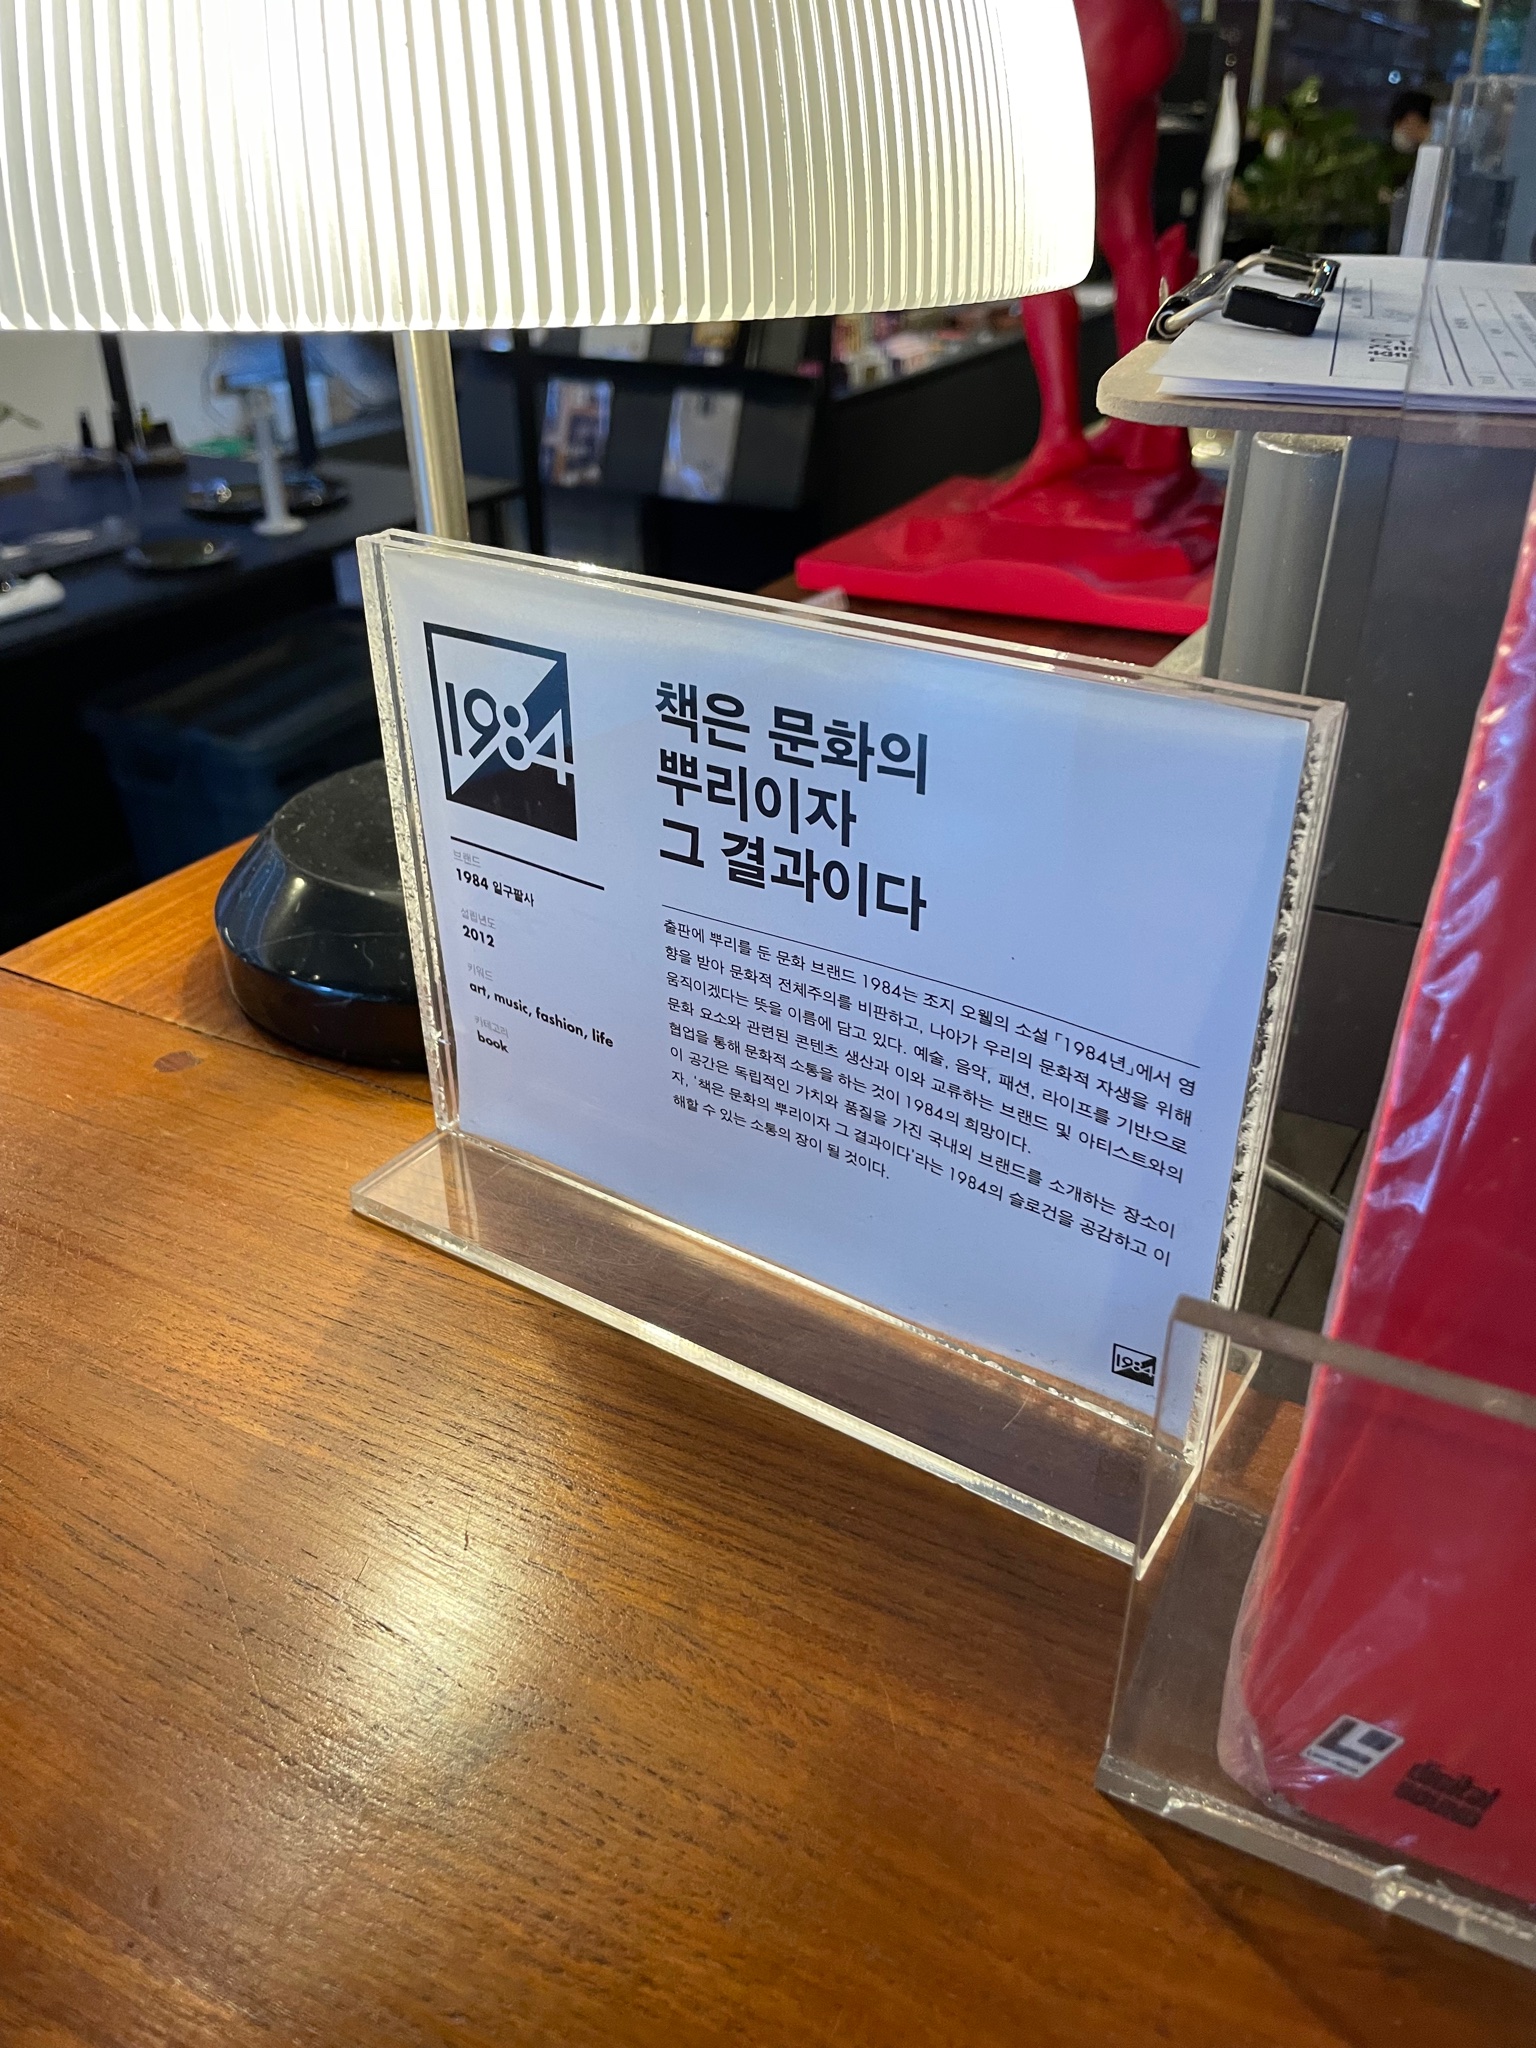 1984
브랜드
1984 일구팔사
설립년도
2012
키워드
art, music, fashion, life
카테고리
book
책은 문화의
뿌리이자
그 결과이다
출판에 뿌리를 둔 문화 브랜드 1984는 조지 오웰의 소설 「1984년」에서 영
향을 받아 문화적 전체주의를 비판하고, 나아가 우리의 문화적 자생을 위해
움직이겠다는 뜻을 이름에 담고 있다. 예술, 음악, 패션, 라이프를 기반으로
문화 요소와 관련된 콘텐츠 생산과 이와 교류하는 브랜드 및 아티스트와의
협업을 통해 문화적 소통을 하는 것이 1984의 희망이다.
이 공간은 독립적인 가치와 품질을 가진 국내외 브랜드를 소개하는 장소이
자, '책은 문화의 뿌리이자 그 결과이다'라는 1984의 슬로건을 공감하고 이
해할 수 있는 소통의 장이 될 것이다.
1984
digital